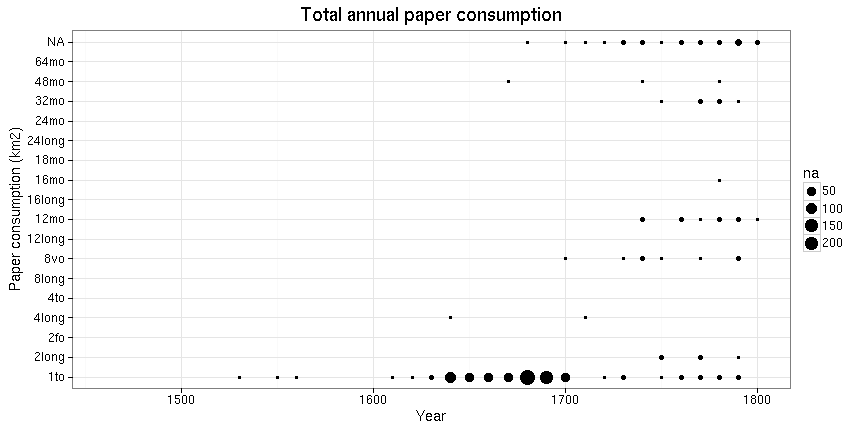 Total annual paper consumption
Paper consumption (km2)
NA
64mo
48mo
32mo
24mo
24long
18mo
16mo
16long
12mo
12long
8vo
8long
4to
4long
2fo
2long
1to
1500
1600
1700
1800
Year
na
50
100
150
200